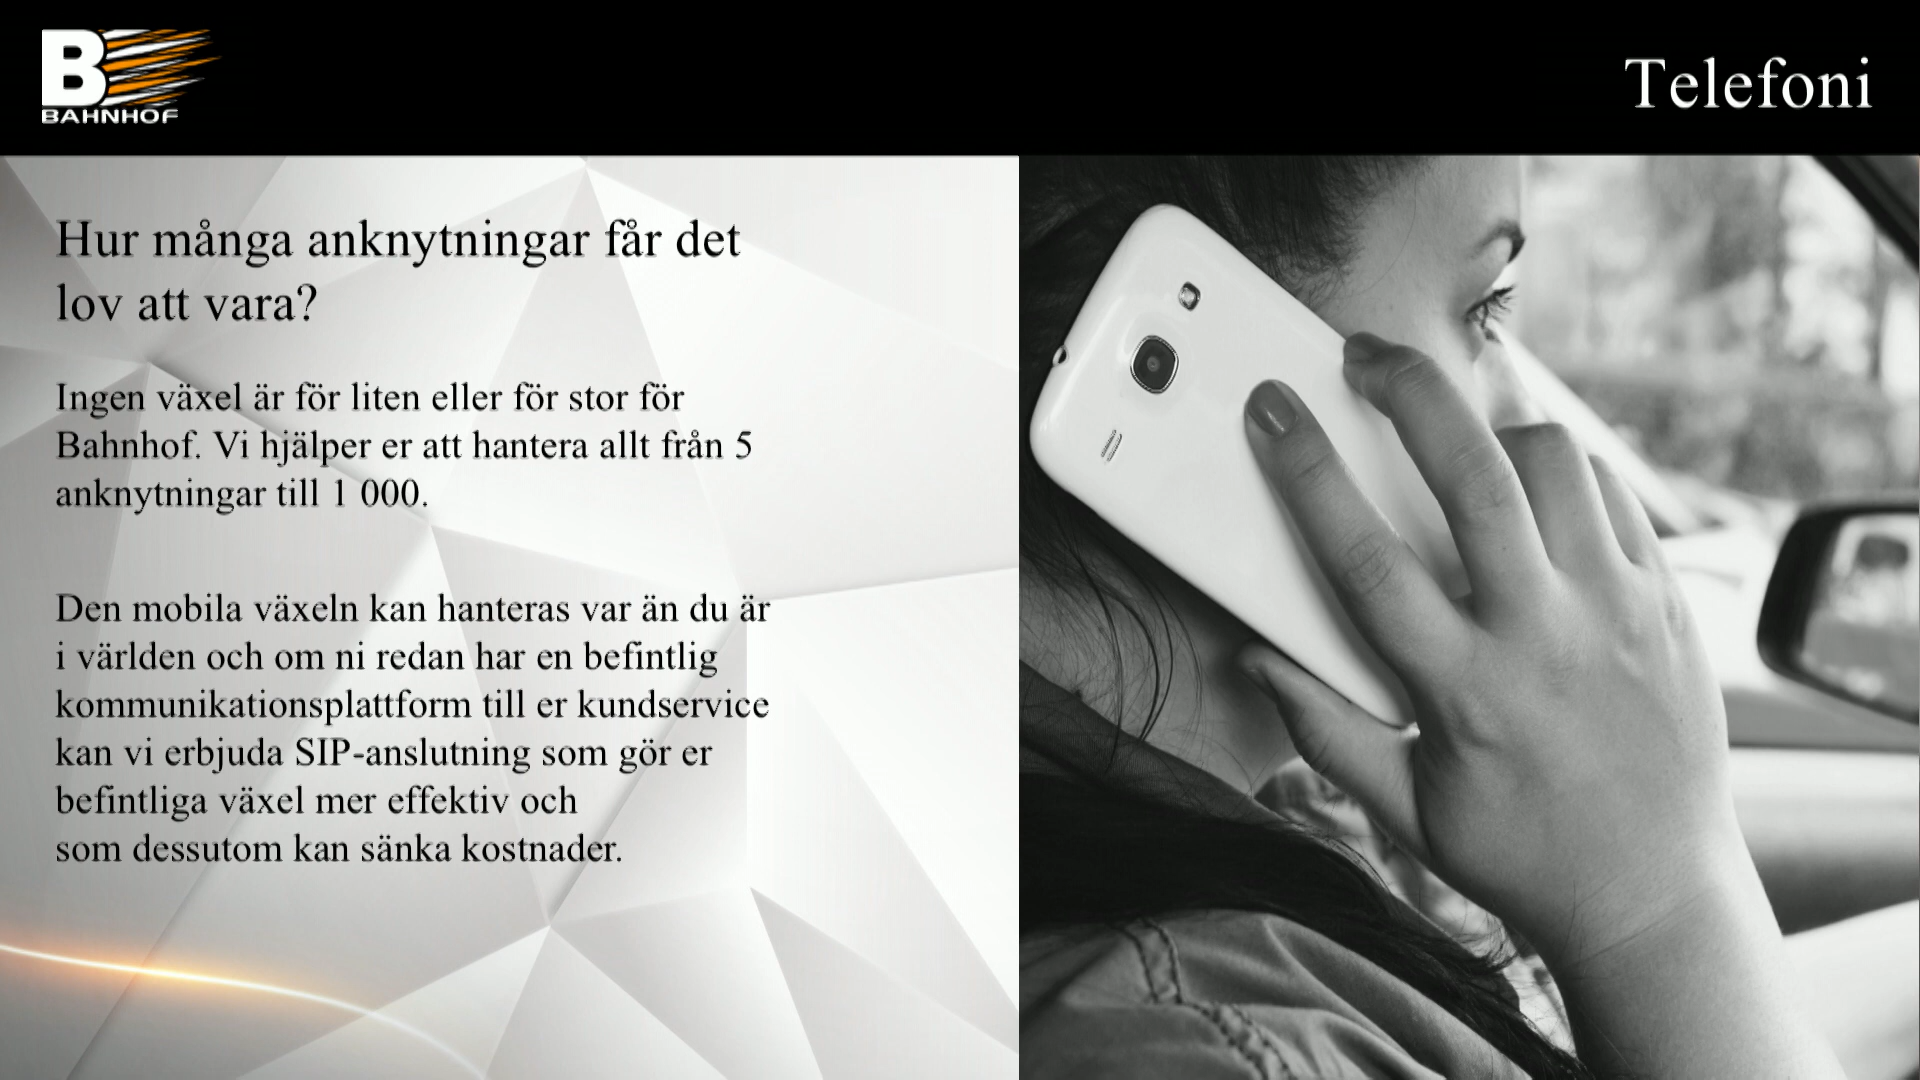 B
BAHNHOF
Telefoni
Hur många anknytningar får det
lov att vara?
Ingen växel är för liten eller för stor för
Bahnhof. Vi hjälper er att hantera allt från 5
anknytningar till 1 000.
Den mobila växeln kan hanteras var än du är
i världen och om ni redan har en befintlig
kommunikationsplattform till er kundservice
kan vi erbjuda SIP-anslutning som gör er
befintliga växel mer effektiv och
som dessutom kan sänka kostnader.